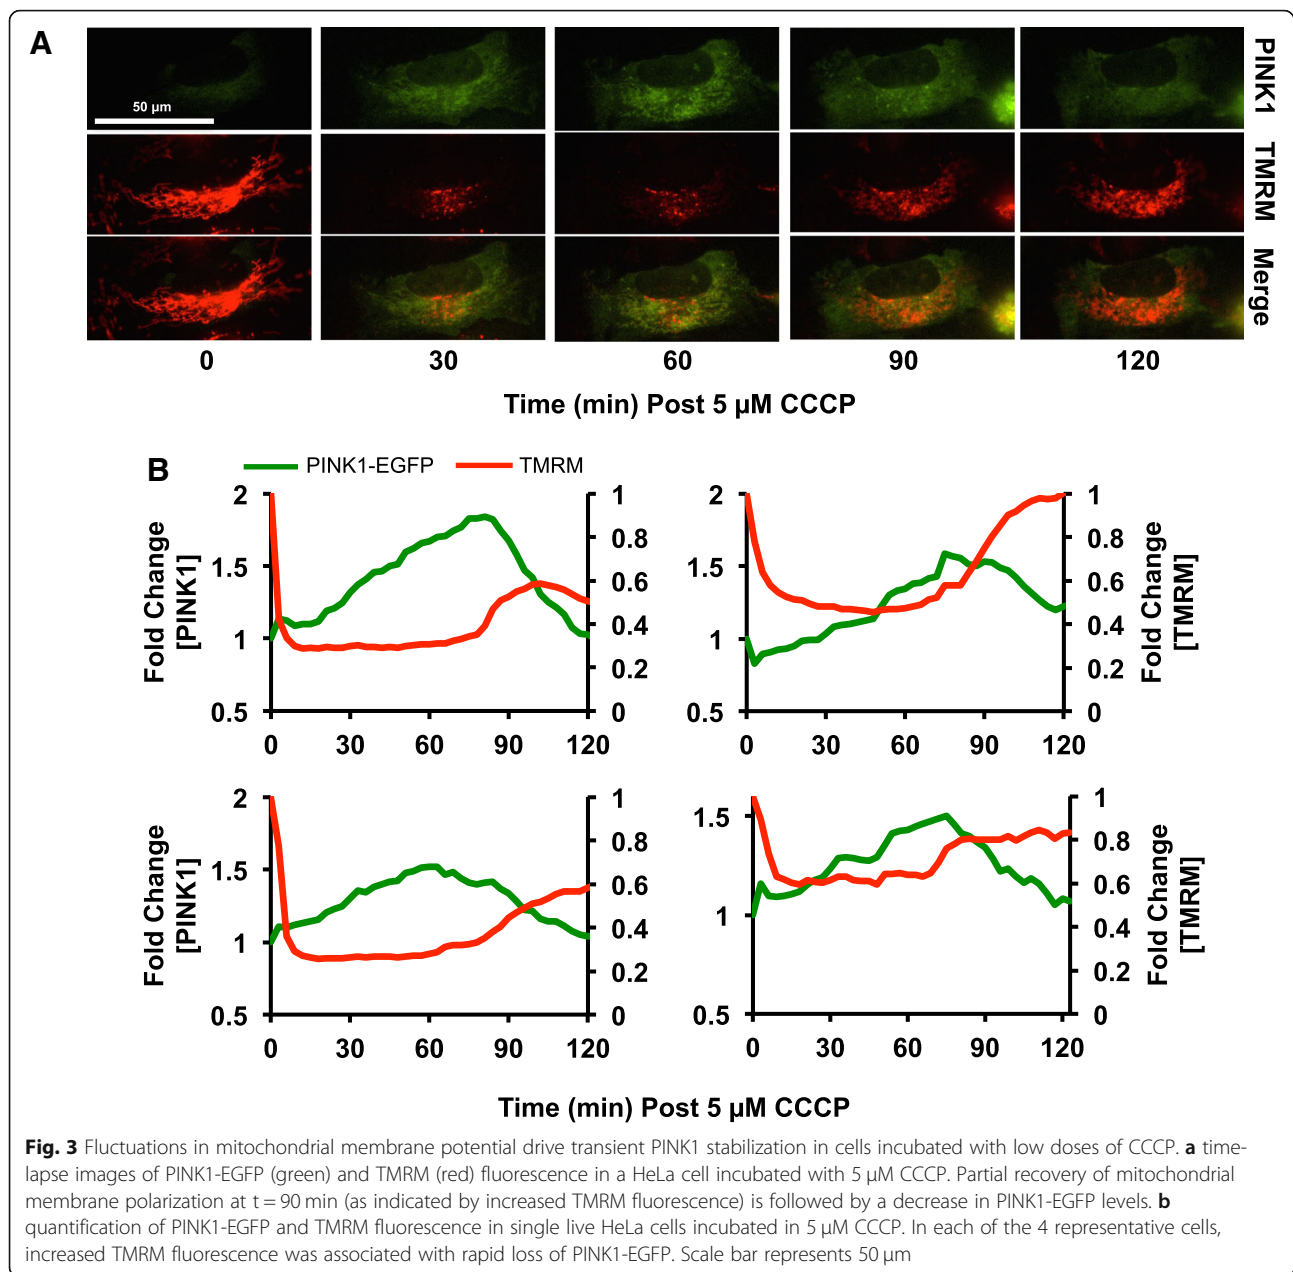 A
50 µm
PINK1
TMRM
Merge
0 30 60 90 120
Time (min) Post 5 µM CCCP
B
PINK1-EGFP TMRM
Fold Change
[PINK1]
2
1.5
1
0.5
1
0.8
0.6
0.4
0.2
0
0 30 60 90 120
2
1.5
1
0.5
1
0.8
0.6
0.4
0.2
0
0 30 60 90 120
Fold Change
[TMRM]
Fold Change
[PINK1]
2
1.5
1
0.5
1
0.8
0.6
0.4
0.2
0
0 30 60 90 120
1.5
1
0.5
1
0.8
0.6
0.4
0.2
0
0 30 60 90 120
Fold Change
[TMRM]
Time (min) Post 5 µM CCCP
Fig. 3 Fluctuations in mitochondrial membrane potential drive transient PINK1 stabilization in cells incubated with low doses of CCCP. a time-
lapse images of PINK1-EGFP (green) and TMRM (red) fluorescence in a HeLa cell incubated with 5 µM CCCP. Partial recovery of mitochondrial
membrane polarization at t = 90 min (as indicated by increased TMRM fluorescence) is followed by a decrease in PINK1-EGFP levels. b
quantification of PINK1-EGFP and TMRM fluorescence in single live HeLa cells incubated in 5 µM CCCP. In each of the 4 representative cells,
increased TMRM fluorescence was associated with rapid loss of PINK1-EGFP. Scale bar represents 50 µm